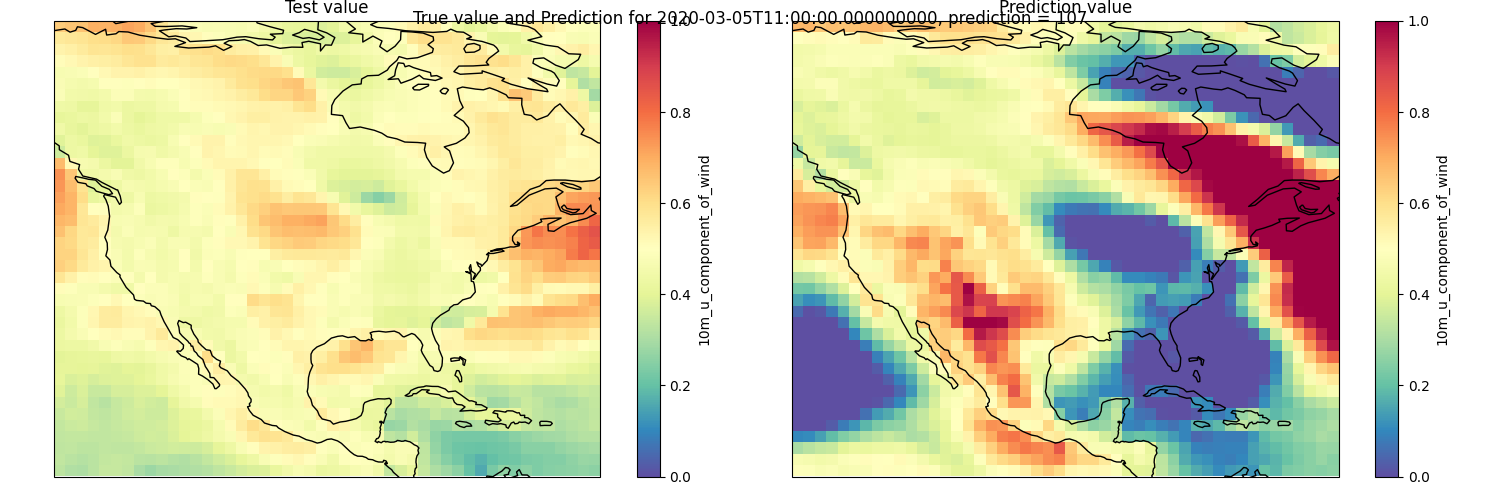 Test value
Prediction value
True value and Prediction for 2020-03-05T11:00:00.000000000, prediction = 107
1.0
0.8
0.6
0.4
0.2
0.0
10m_u_component_of_wind
1.0
0.8
0.6
0.4
0.2
0.0
10m_u_component_of_wind